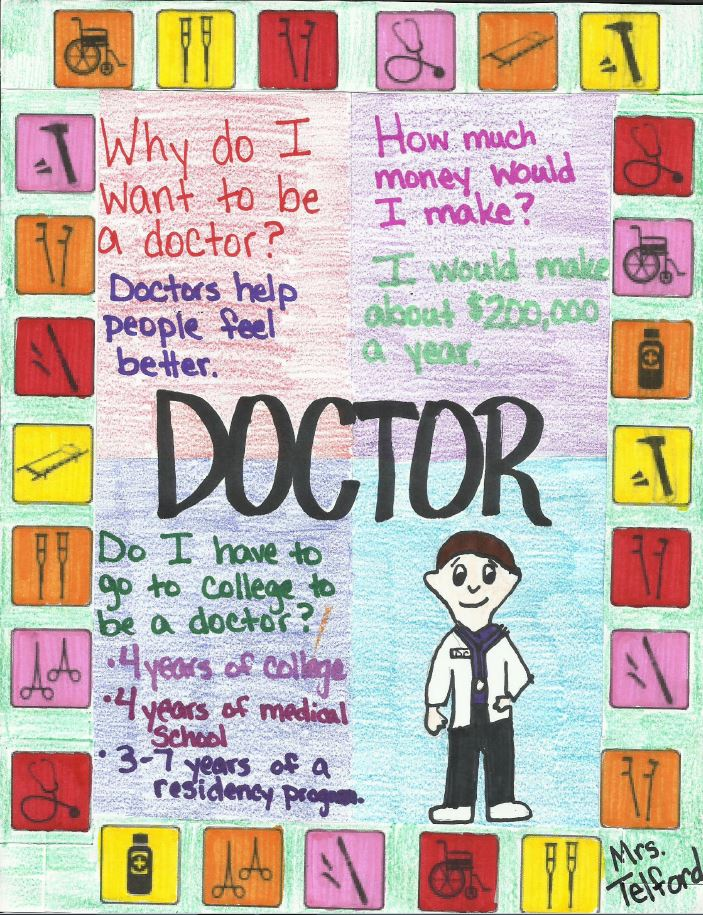 Why do I
want to be
a doctor?
Doctors help
people feel
better.
How much
money would
I make?
I would make
about $200,000
a year.
DOCTOR
Do I have to
go to college to
be a doctor?
• 4 years of college
• 4 years of medical
School
• 3-7 years of a
residency program.
Mrs.
Telford